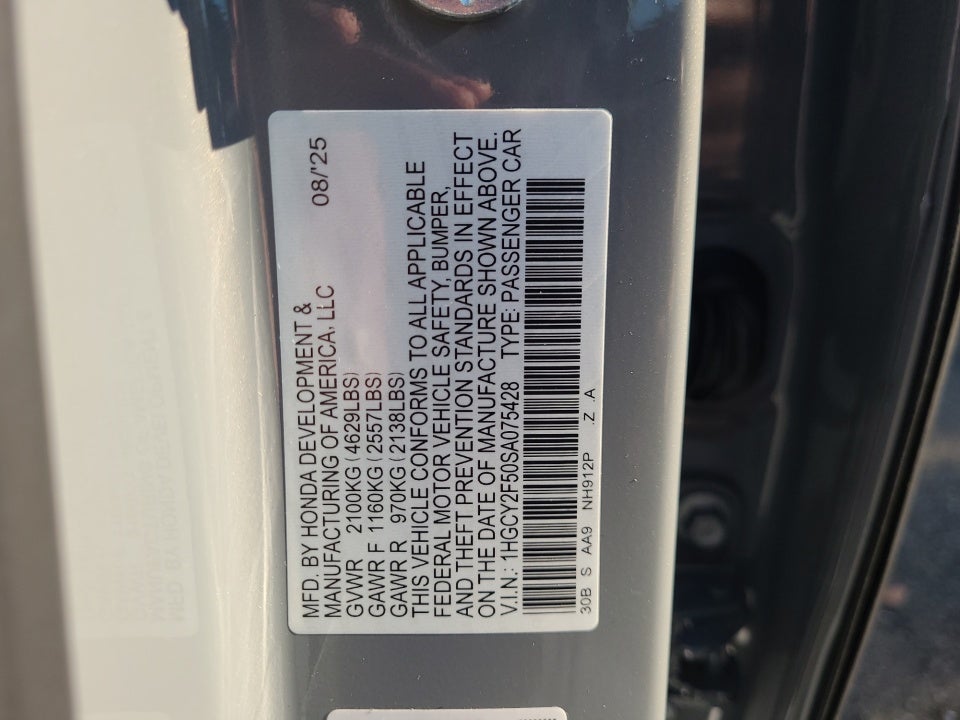 MFD. BY HONDA DEVELOPMENT &
MANUFACTURING OF AMERICA, LLC 08/'25
GVWR 2100KG (4629LBS)
GAWR F 1160KG (2557LBS)
GAWR R 970KG (2138LBS)
THIS VEHICLE CONFORMS TO ALL APPLICABLE
FEDERAL MOTOR VEHICLE SAFETY, BUMPER,
AND THEFT PREVENTION STANDARDS IN EFFECT
ON THE DATE OF MANUFACTURE SHOWN ABOVE.
V.I.N.: 1HGCY2F50SA075428 TYPE: PASSENGER CAR
30B S AA9 NH912P .Z .A